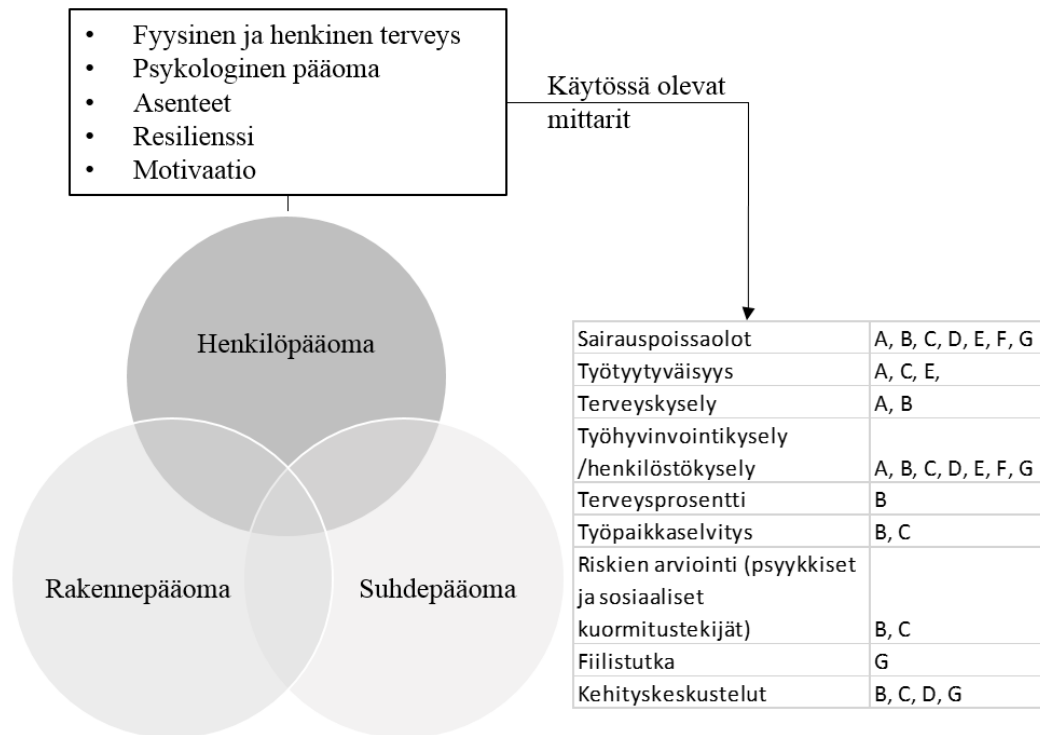 • Fyysinen ja henkinen terveys
• Psykologinen pääoma
• Asenteet
• Resilienssi
• Motivaatio
Käytössä olevat
mittarit
Henkilöpääoma
Rakennepääoma
Suhdepääoma
Sairauspoissaolot A, B, C, D, E, F, G
Työtyytyväisyys A, C, E,
Terveyskysely A, B
Työhyvinvointikysely
/henkilöstökysely A, B, C, D, E, F, G
Terveysprosentti B
Työpaikkaselvitys B, C
Riskien arviointi (psyykkiset
ja sosiaaliset
kuormitustekijät) B, C
Fiilistutka G
Kehityskeskustelut B, C, D, G